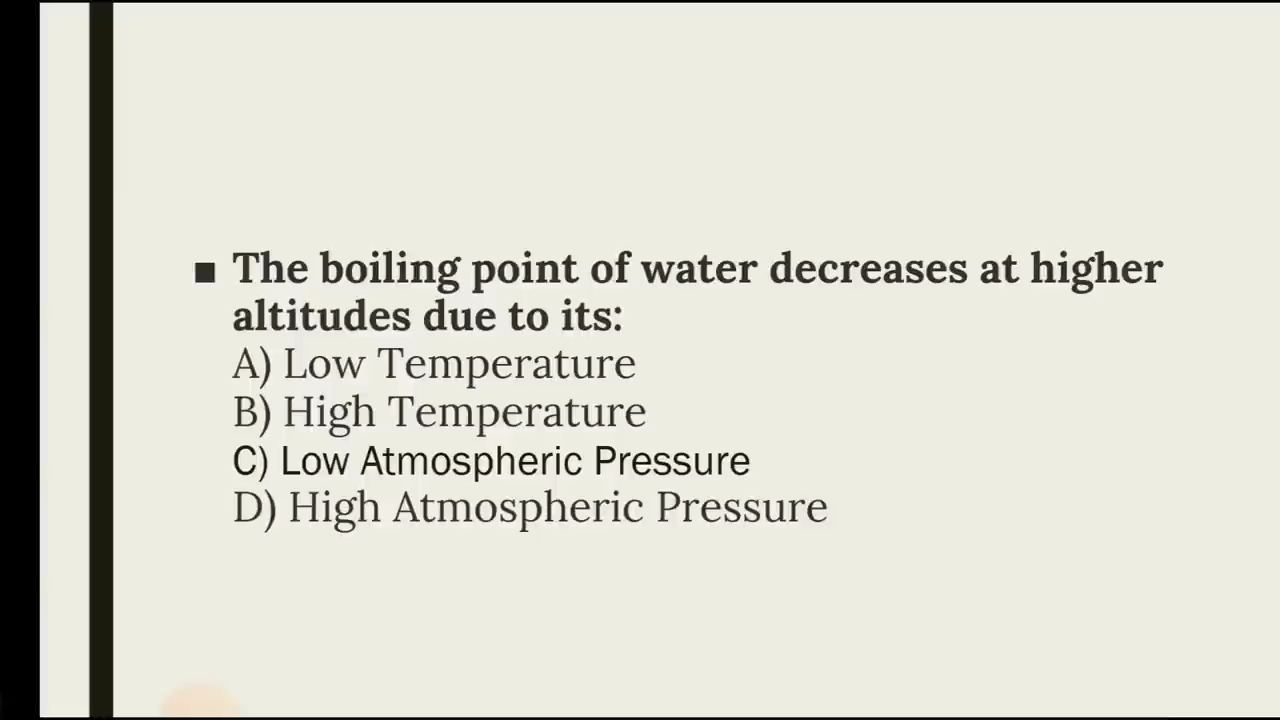 ■ The boiling point of water decreases at higher
altitudes due to its:
A) Low Temperature
B) High Temperature
C) Low Atmospheric Pressure
D) High Atmospheric Pressure